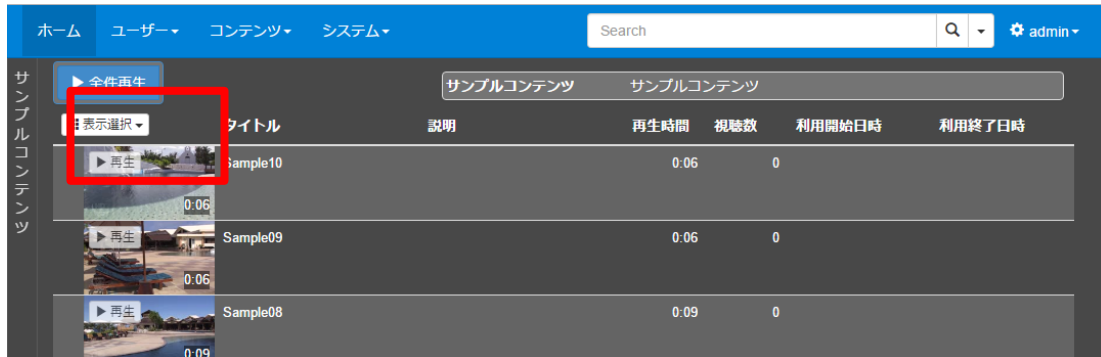 ホーム ユーザー コンテンツ システム Search admin
サンプルコンテンツ
全件再生 サンプルコンテンツ サンプルコンテンツ
表示選択 タイトル 説明 再生時間 視聴数 利用開始日時 利用終了日時
再生 Sample10 0:06 0
0:06
再生 Sample09 0:06 0
0:06
再生 Sample08 0:09 0
0:09